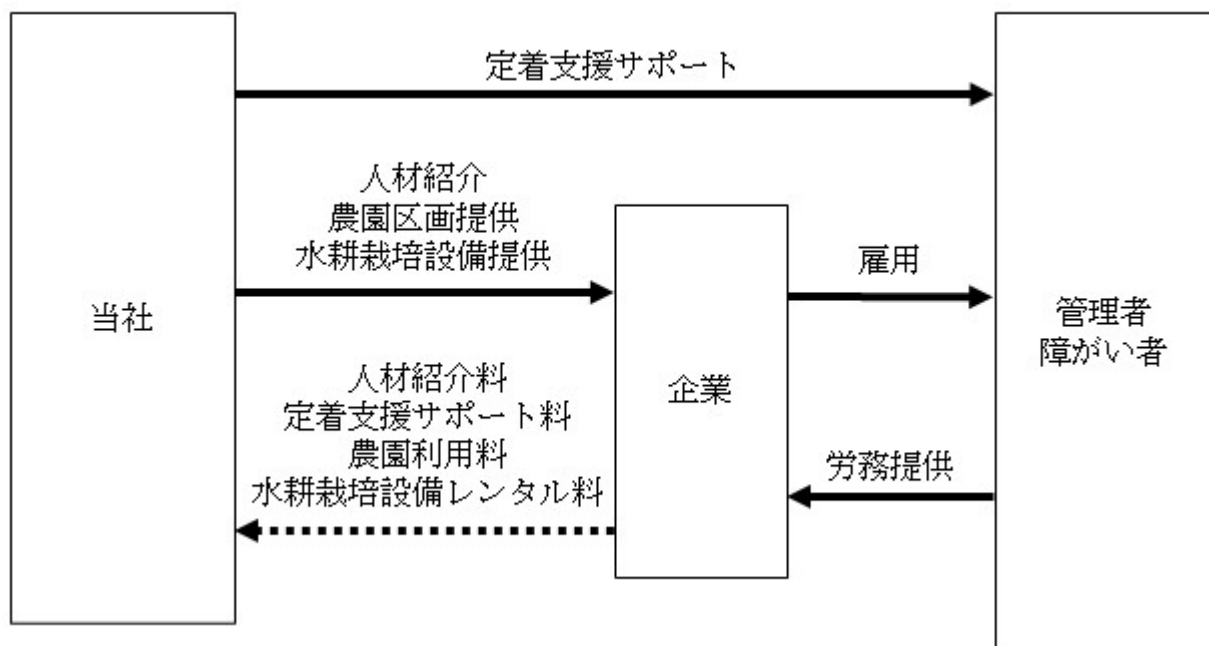 定着支援サポート
人材紹介
農園区画提供
水耕栽培設備提供
当社
人材紹介料
定着支援サポート料
農園利用料
水耕栽培設備レンタル料
企業
雇用
労務提供
管理者
障がい者